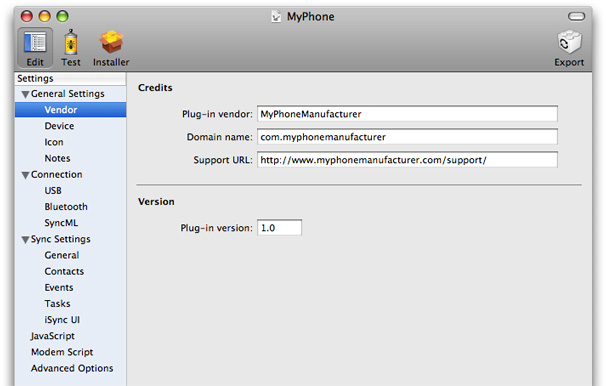 MyPhone
Edit
Test
Installer
Export
Settings
General Settings
Vendor
Device
Icon
Notes
Connection
USB
Bluetooth
SyncML
Sync Settings
General
Contacts
Events
Tasks
iSync UI
JavaScript
Modem Script
Advanced Options
Credits
Plug-in vendor: MyPhoneManufacturer
Domain name: com.myphonemanufacturer
Support URL: http://www.myphonemanufacturer.com/support/
Version
Plug-in version: 1.0